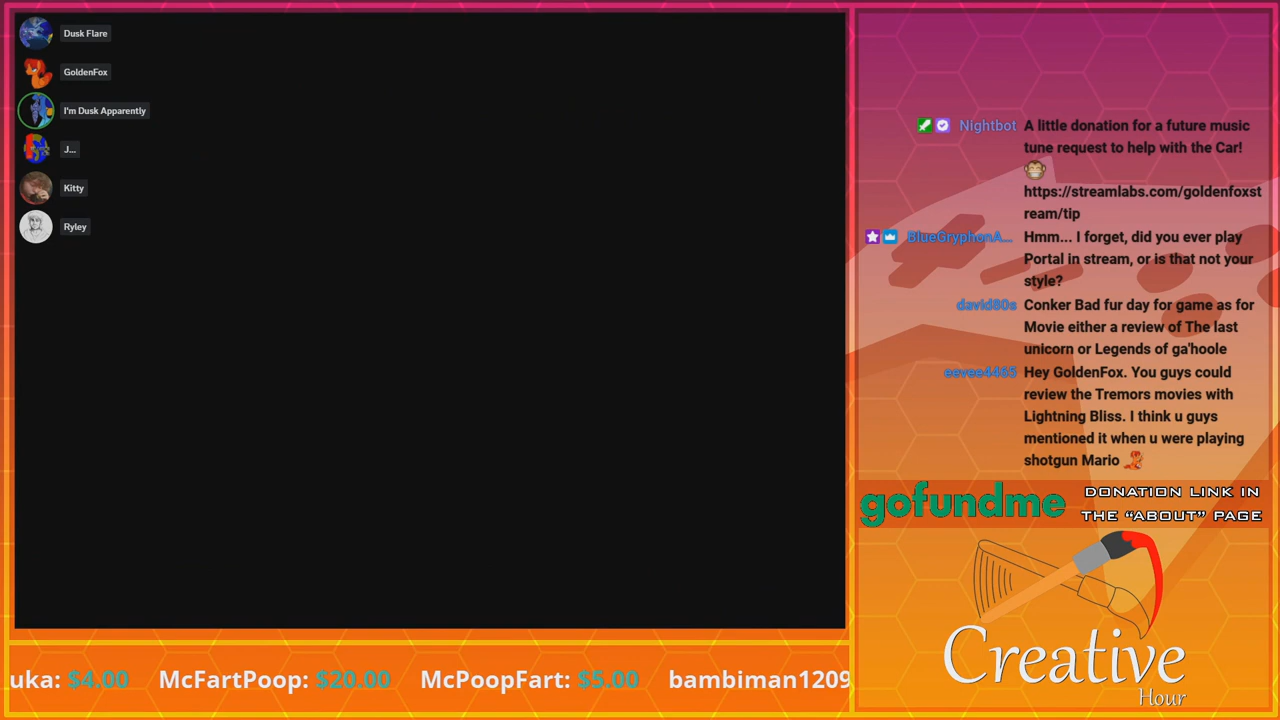 Dusk Flare
GoldenFox
I'm Dusk Apparently
J...
Kitty
Ryley
Nightbot A little donation for a future music
tune request to help with the Car!
https://streamlabs.com/goldenfoxst
ream/tip
BlueGryphonA... Hmm... I forget, did you ever play
Portal in stream, or is that not your
style?
david80s Conker Bad fur day for game as for
Movie either a review of The last
unicorn or Legends of ga'hoole
eevee4465 Hey GoldenFox. You guys could
review the Tremors movies with
Lightning Bliss. I think u guys
mentioned it when u were playing
shotgun Mario
gofundme DONATION LINK IN
THE “ABOUT” PAGE
Creative
Hour
uka: $4.00 McFartPoop: $20.00 McPoopFart: $5.00 bambiman1209